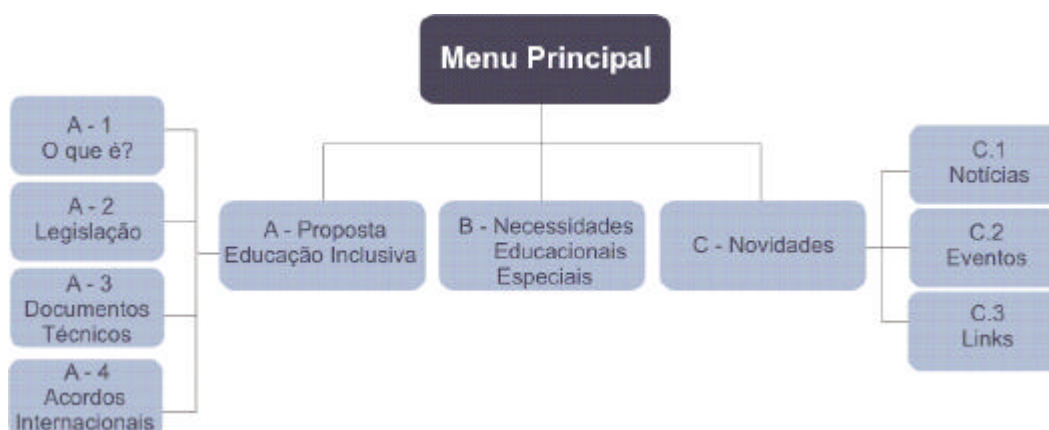 Menu Principal
A - 1
O que é?
A - 2
Legislação
A - 3
Documentos
Técnicos
A - 4
Acordos
Internacionais
A - Proposta
Educação Inclusiva
B - Necessidades
Educacionais
Especiais
C - Novidades
C.1
Notícias
C.2
Eventos
C.3
Links